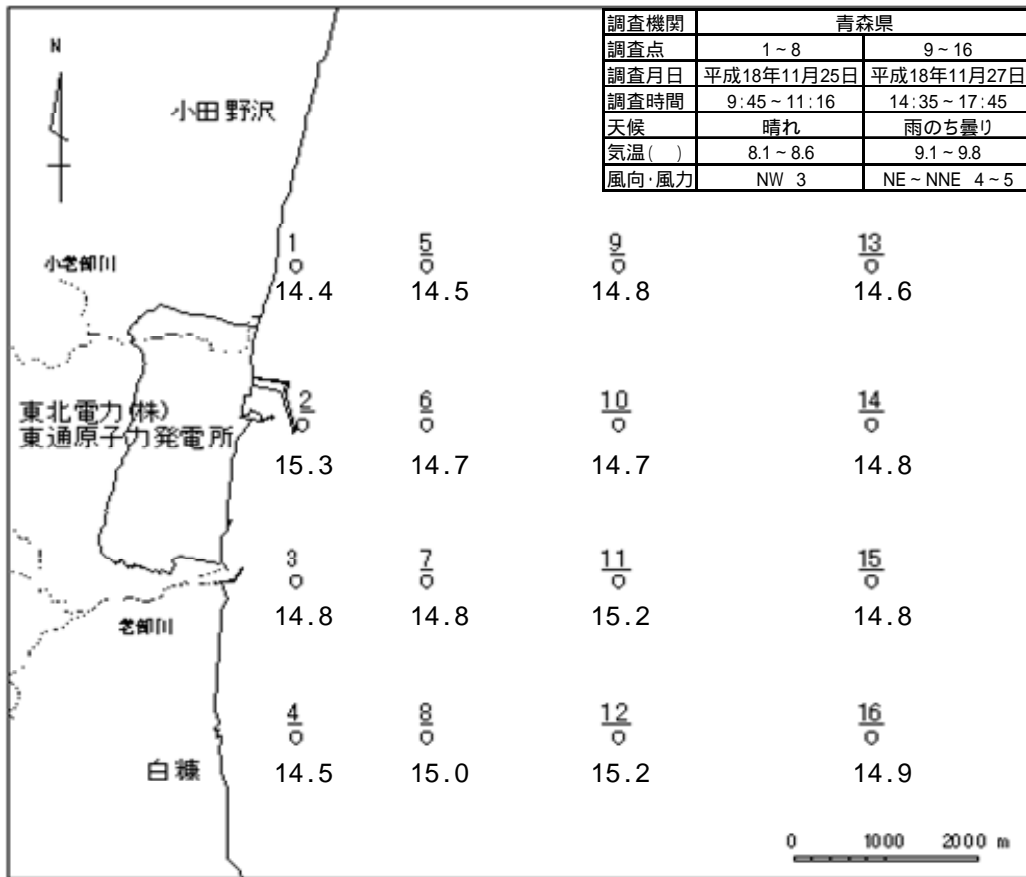 調査機関 青森県
調査点 1~8 9~16
調査月日 平成18年11月25日 平成18年11月27日
調査時間 9:45~11:16 14:35~17:45
天候 晴れ 雨のち曇り
気温( ) 8.1~8.6 9.1~9.8
風向・風力 NW 3 NE~NNE 4~5
N
小田野沢
1 5 9 13
小老部川
14.4 14.5 14.8 14.6
2 6 10 14
東北電力(株)
東通原子力発電所
15.3 14.7 14.7 14.8
3 7 11 15
14.8 14.8 15.2 14.8
老部川
4 8 12 16
白糠
14.5 15.0 15.2 14.9
0 1000 2000 m